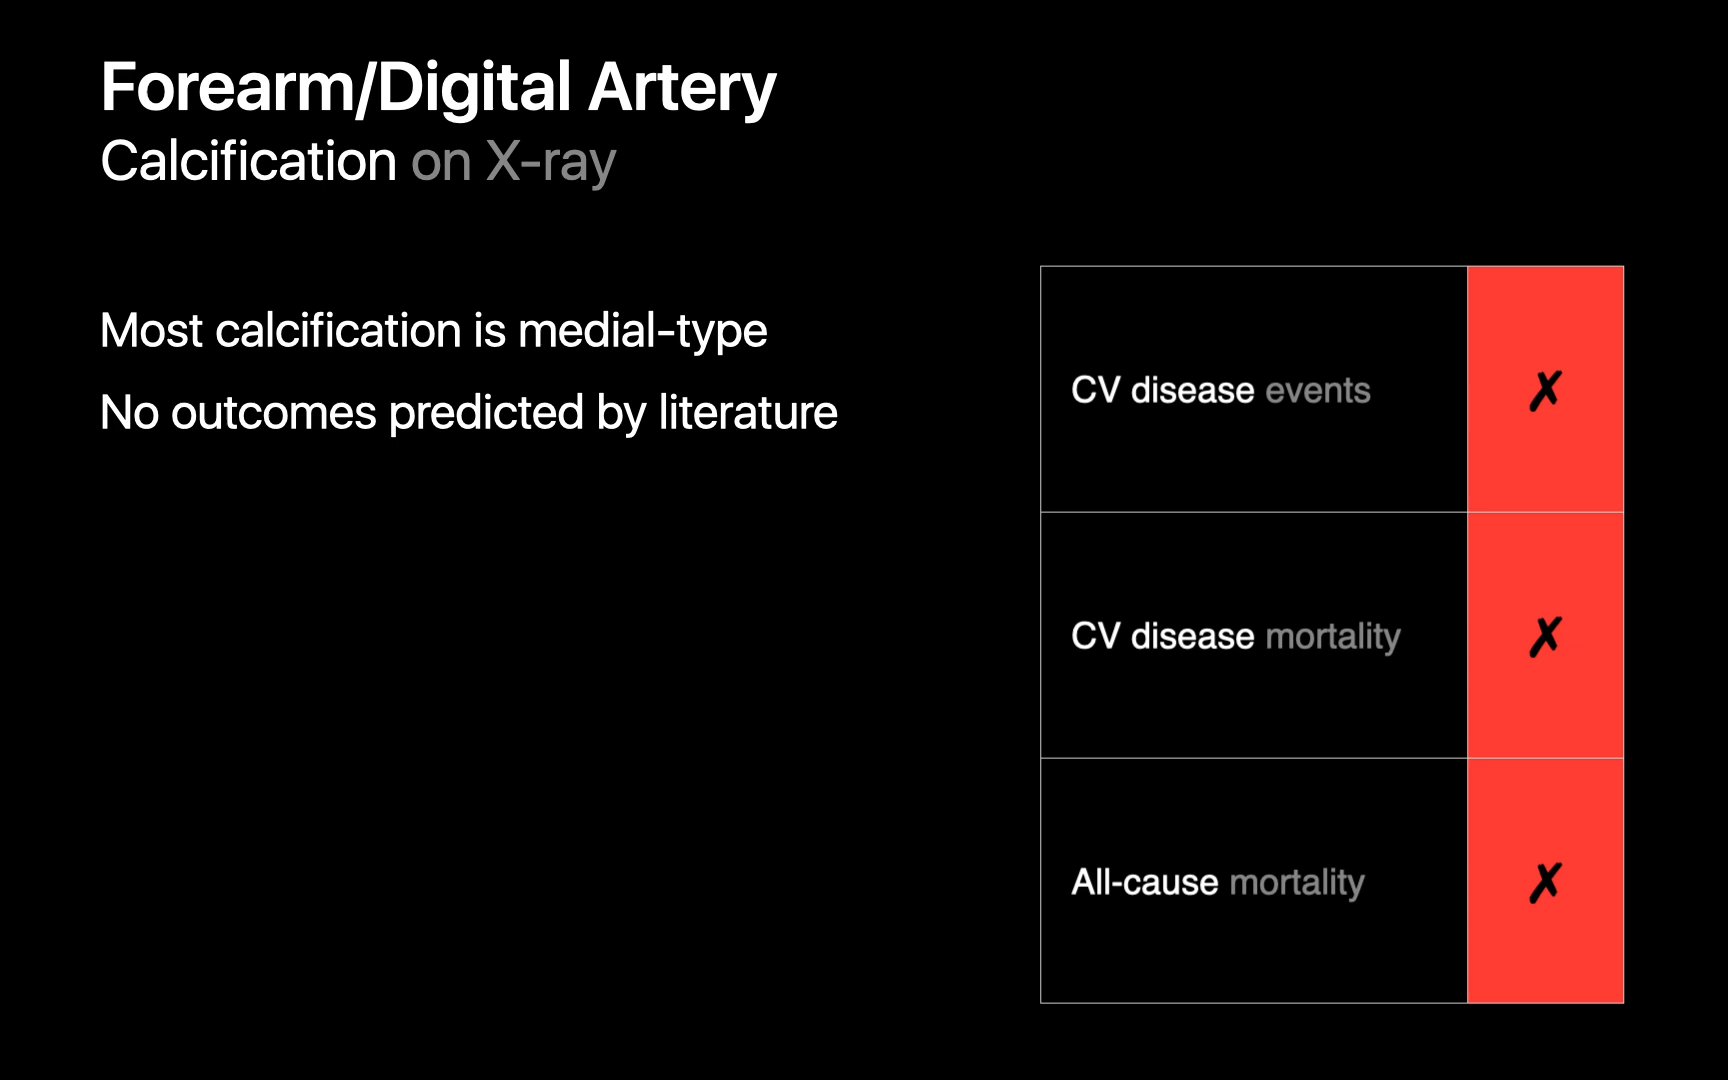 Forearm/Digital Artery
Calcification on X-ray
Most calcification is medial-type
No outcomes predicted by literature
CV disease events ✗
CV disease mortality ✗
All-cause mortality ✗